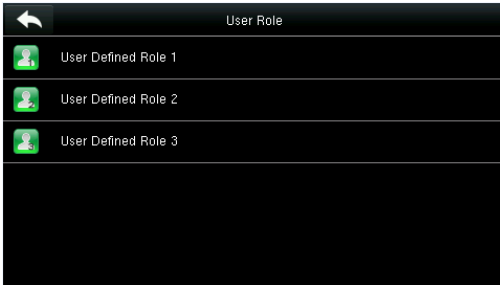 User Role
User Defined Role 1
User Defined Role 2
User Defined Role 3